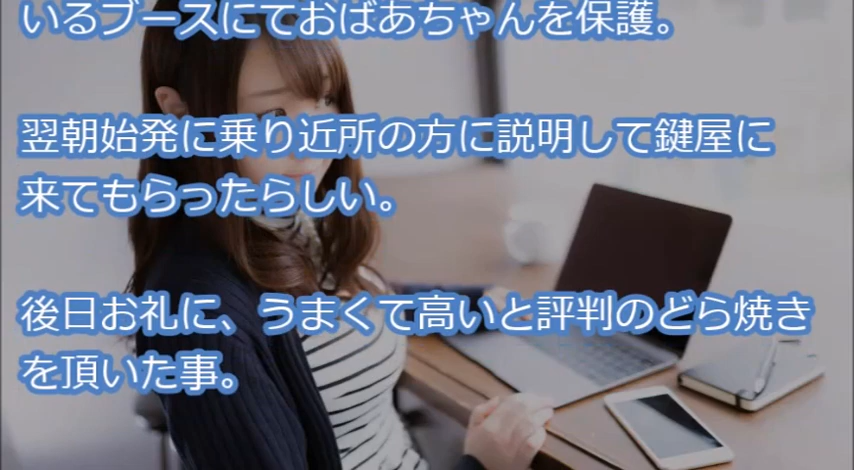 いるブースにておばあちゃんを保護。
翌朝始発に乗り近所の方に説明して鍵屋に
来てもらったらしい。
後日お礼に、うまくて高いと評判のどら焼き
を頂いた事。